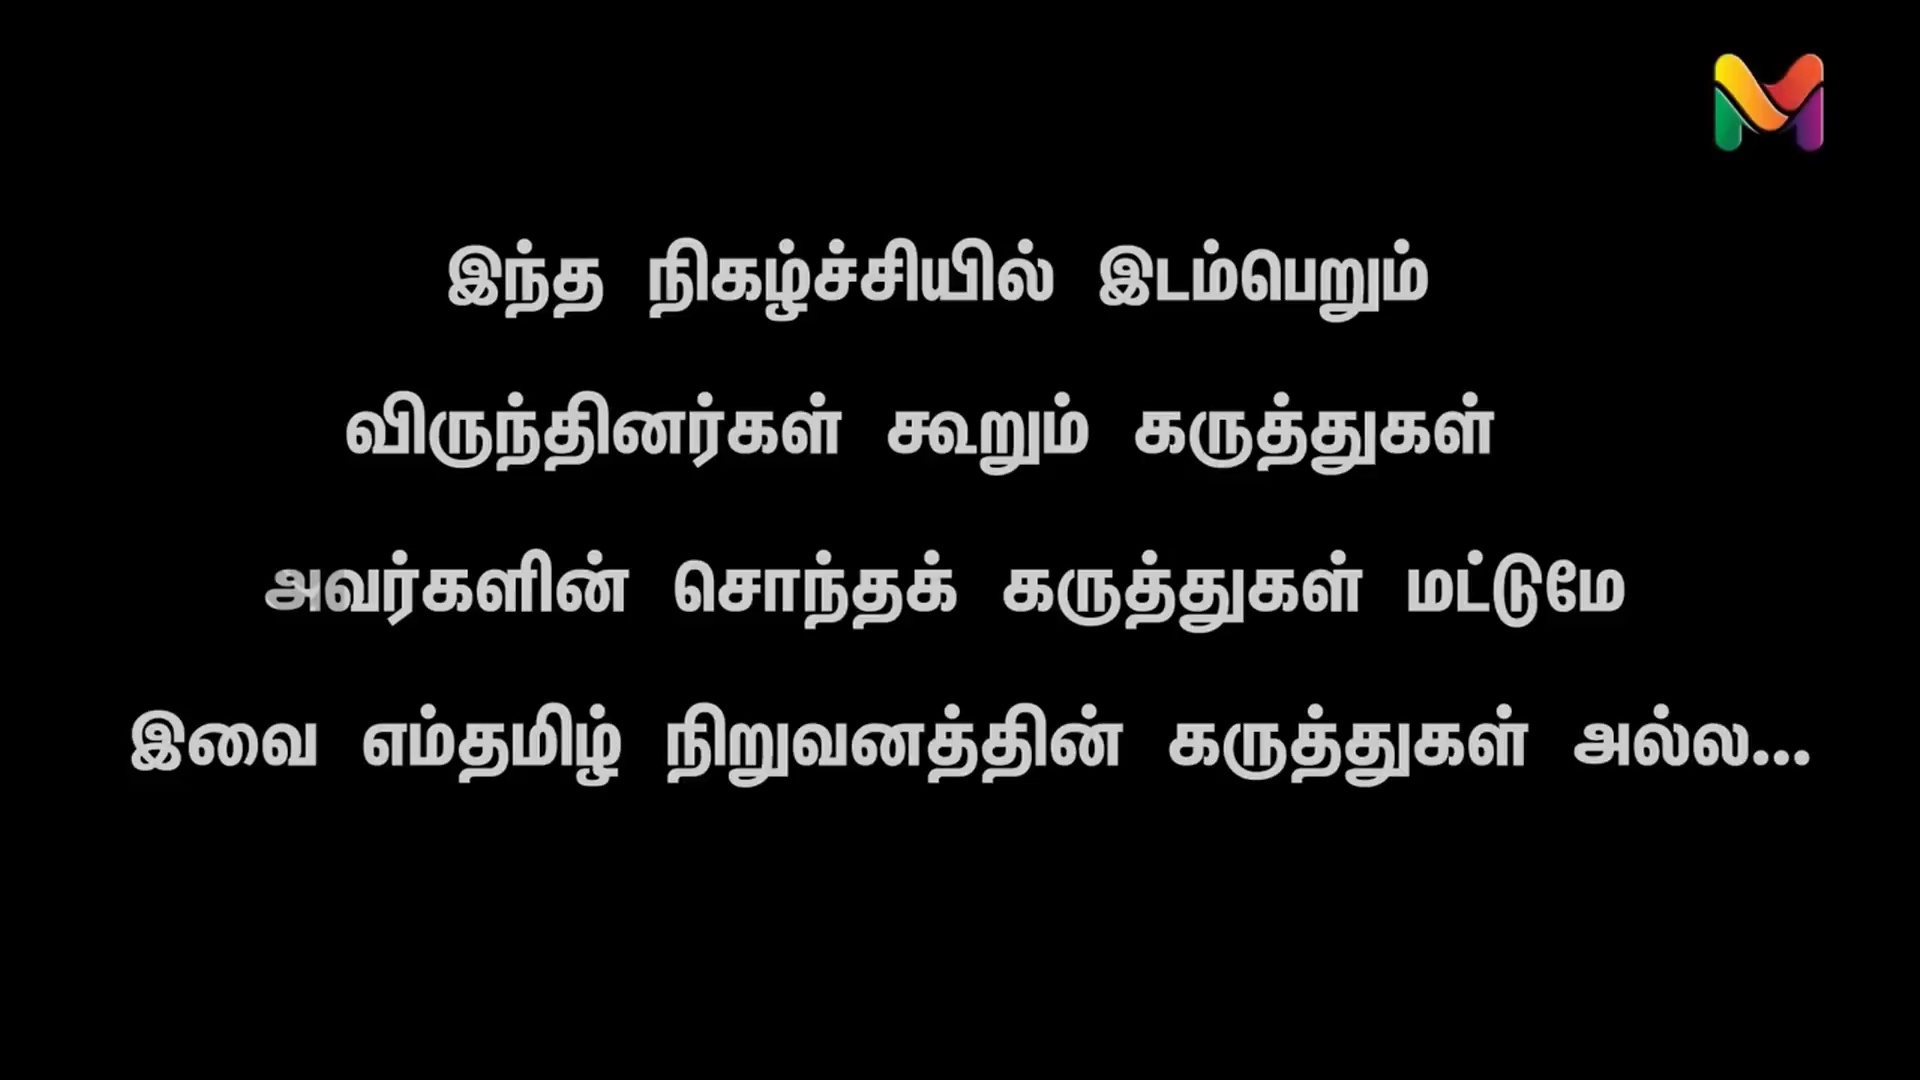 இந்த நிகழ்ச்சியில் இடம்பெறும்
விருந்தினர்கள் கூறும் கருத்துகள்
அவர்களின் சொந்தக் கருத்துகள் மட்டுமே
இவை எம்தமிழ் நிறுவனத்தின் கருத்துகள் அல்ல...